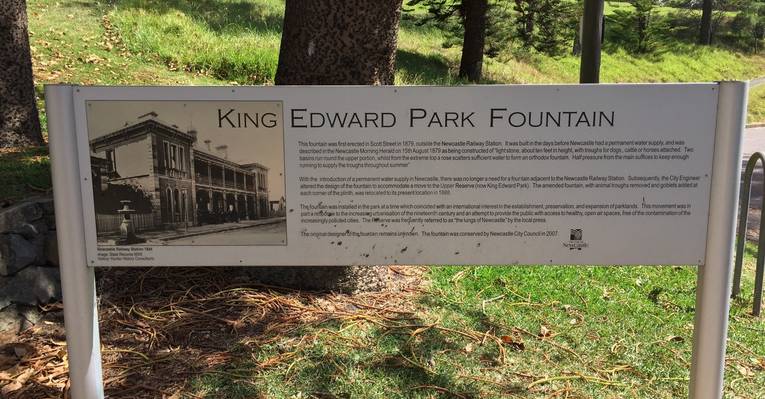 KING EDWARD PARK FOUNTAIN
This fountain was first erected in Scott Street in 1879, outside the Newcastle Railway Station. It was built in the days before Newcastle had a permanent water supply, and was
described in the Newcastle Morning Herald on 15th August 1879 as being constructed of "light stone, about ten feet in height, with troughs for dogs, cattle or horses attached. Two
basins run round the upper portion, whilst from the extreme top a rose scatters sufficient water to form an orthodox fountain. Half pressure from the main suffices to keep enough
running to supply the troughs throughout summer"
With the introduction of a permanent water supply in Newcastle, there was no longer a need for a fountain adjacent to the Newcastle Railway Station. Subsequently, the City Engineer
altered the design of the fountain to accommodate a move to the Upper Reserve (now King Edward Park). The amended fountain, with animal troughs removed and goblets added at
each corner of the plinth, was relocated to its present location in 1888.
The fountain was installed in the park at a time which coincided with an international interest in the establishment, preservation, and expansion of parklands. This movement was in
part a response to the increasing urbanisation of the nineteenth century and an attempt to provide the public with access to healthy, open air spaces, free of the contamination of the
increasingly polluted cities. The Reserve was frequently referred to as "the lungs of Newcastle" by the local press.
The original designer of the fountain remains unknown. The fountain was conserved by Newcastle City Council in 2007.
Newcastle
Newcastle Railway Station
Image: State Records NSW
History Consultants